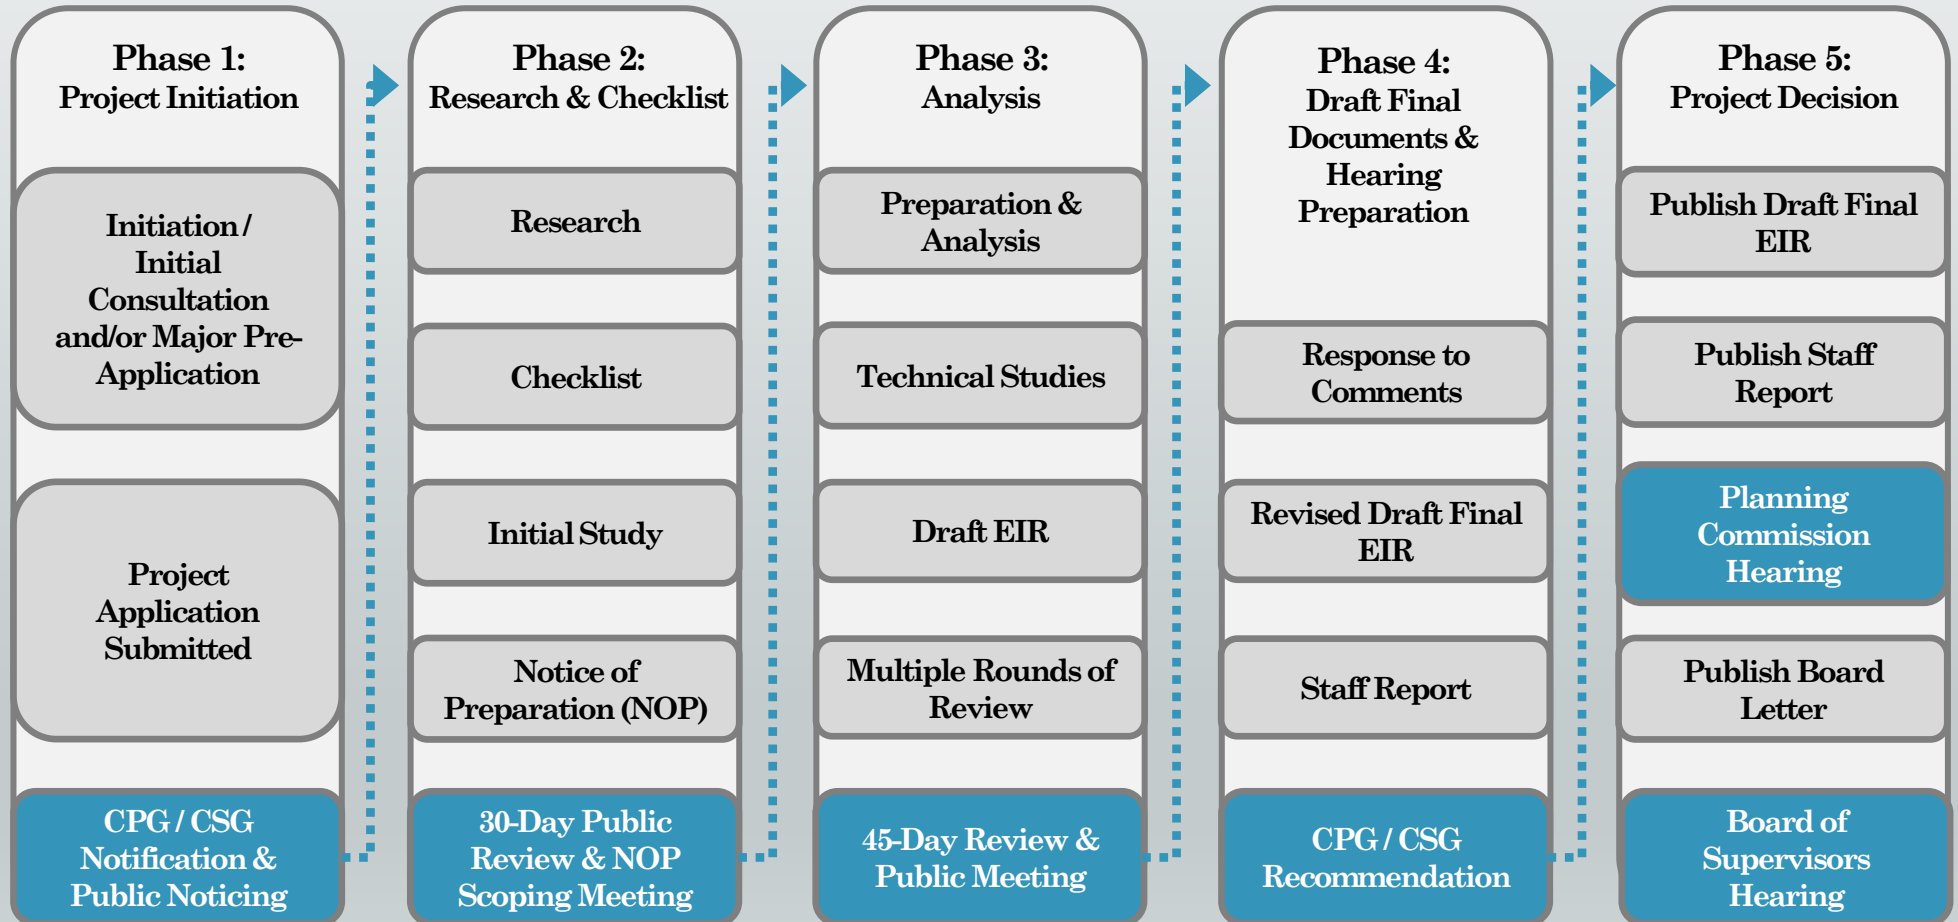 Phase 1:
Project Initiation
Initiation /
Initial
Consultation
and/or Major Pre-
Application
Project
Application
Submitted
CPG / CSG
Notification &
Public Noticing
Phase 2:
Research & Checklist
Research
Checklist
Initial Study
Notice of
Preparation (NOP)
30-Day Public
Review & NOP
Scoping Meeting
Phase 3:
Analysis
Preparation &
Analysis
Technical Studies
Draft EIR
Multiple Rounds of
Review
45-Day Review &
Public Meeting
Phase 4:
Draft Final
Documents &
Hearing
Preparation
Response to
Comments
Revised Draft Final
EIR
Staff Report
CPG / CSG
Recommendation
Phase 5:
Project Decision
Publish Draft Final
EIR
Publish Staff
Report
Planning
Commission
Hearing
Publish Board
Letter
Board of
Supervisors
Hearing